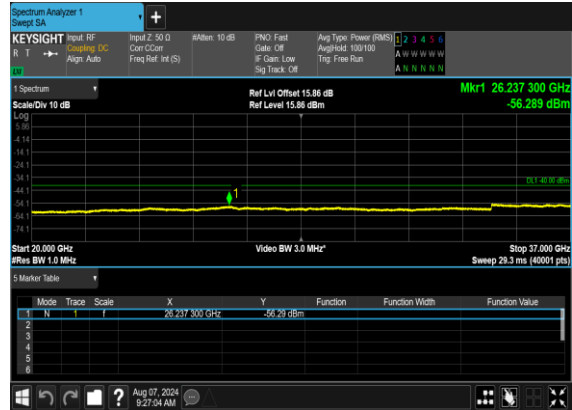 Spectrum Analyzer 1
Swept SA
+
KEYSIGHT
R T
Input: RF
Coupling: DC
Align: Auto
Input Z: 50 Ω
Corr CCorr
Freq Ref: Int (S)
#Atten: 10 dB
PNO: Fast
Gate: Off
IF Gain: Low
Sig Track: Off
Avg Type: Power (RMS)
Avg|Hold: 100/100
Trig: Free Run
1 2 3 4 5 6
A W W W W W
A N N N N N
1 Spectrum
Scale/Div 10 dB
Log
Ref Lvl Offset 15.86 dB
Ref Level 15.86 dBm
Mkr1 26.237 300 GHz
-56.289 dBm
5.86
-4.14
-14.1
-24.1
-34.1
DL1 -40.00 dBm
-44.1
1
-54.1
-64.1
-74.1
Start 20.000 GHz
#Res BW 1.0 MHz
Video BW 3.0 MHz*
Stop 37.000 GHz
Sweep 29.3 ms (40001 pts)
5 Marker Table
Mode Trace Scale X Y Function Function Width Function Value
1 N 1 f 26.237 300 GHz -56.29 dBm
2
3
4
5
6
?
Aug 07, 2024
9:27:04 AM